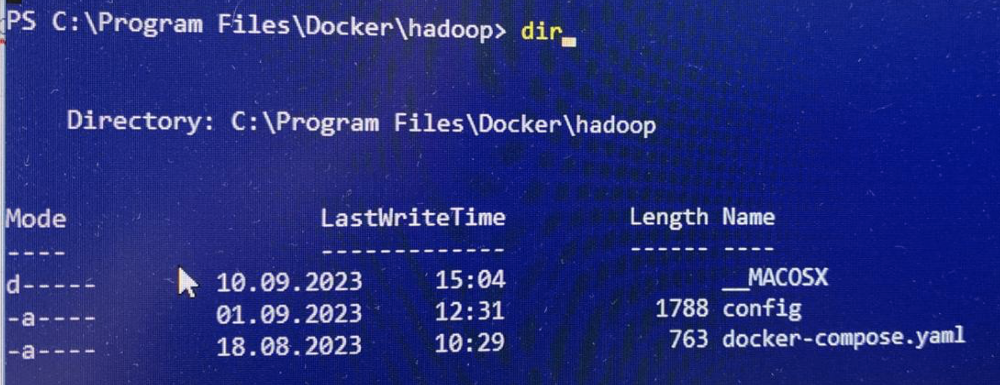 PS C:\Program Files\Docker\hadoop> dir
Directory: C:\Program Files\Docker\hadoop
Mode LastWriteTime Length Name
---- ------------- ------ ----
d----- 10.09.2023 15:04 __MACOSX
-a---- 01.09.2023 12:31 1788 config
-a---- 18.08.2023 10:29 763 docker-compose.yaml